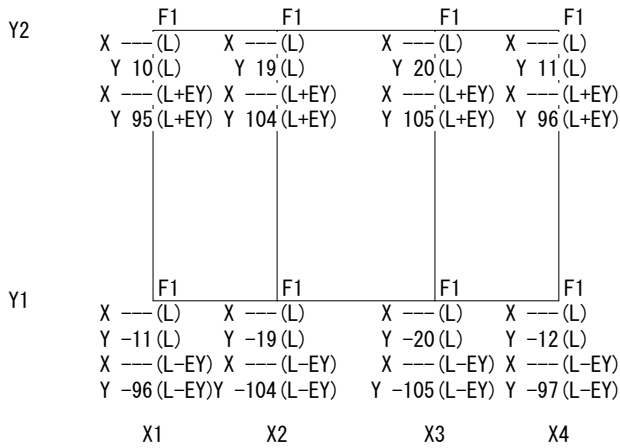 Y2 F1 F1 F1 F1
X ---(L) X ---(L) X ---(L) X ---(L)
Y 10(L) Y 19(L) Y 20(L) Y 11(L)
X ---(L+EY) X ---(L+EY) X ---(L+EY) X ---(L+EY)
Y 95(L+EY) Y 104(L+EY) Y 105(L+EY) Y 96(L+EY)
Y1 F1 F1 F1 F1
X ---(L) X ---(L) X ---(L) X ---(L)
Y -11(L) Y -19(L) Y -20(L) Y -12(L)
X ---(L-EY) X ---(L-EY) X ---(L-EY) X ---(L-EY)
Y -96(L-EY) Y -104(L-EY) Y -105(L-EY) Y -97(L-EY)
X1 X2 X3 X4